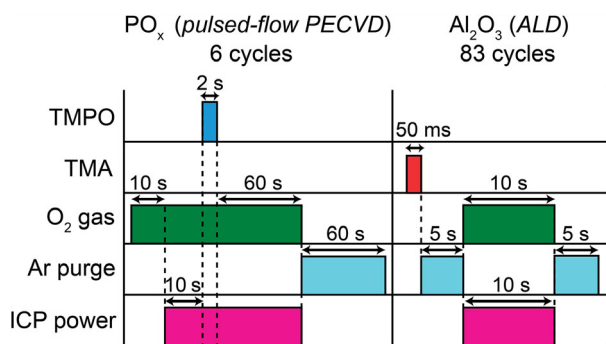 POx (pulsed-flow PECVD)
6 cycles
Al2O3 (ALD)
83 cycles
2 s
TMPO
50 ms
TMA
10 s
60 s
10 s
O2 gas
60 s
5 s
5 s
Ar purge
10 s
10 s
ICP power